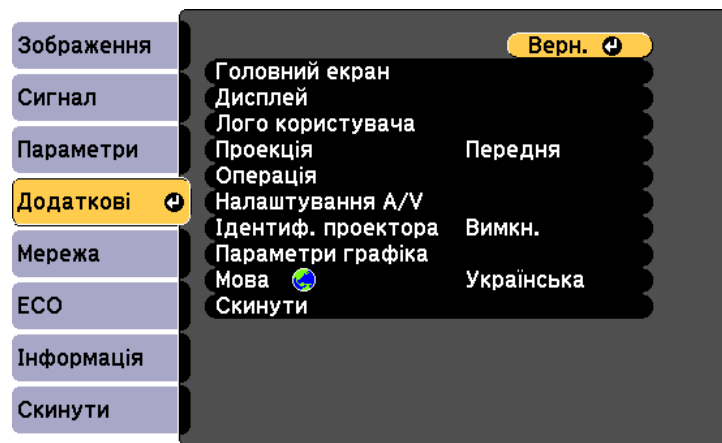 Зображення
Сигнал
Параметри
Додаткові
Мережа
ECO
Інформація
Скинути
Верн.
Головний екран
Дисплей
Лого користувача
Проекція Передня
Операція
Налаштування A/V
Ідентиф. проектора Вимкн.
Параметри графіка
Мова Українська
Скинути